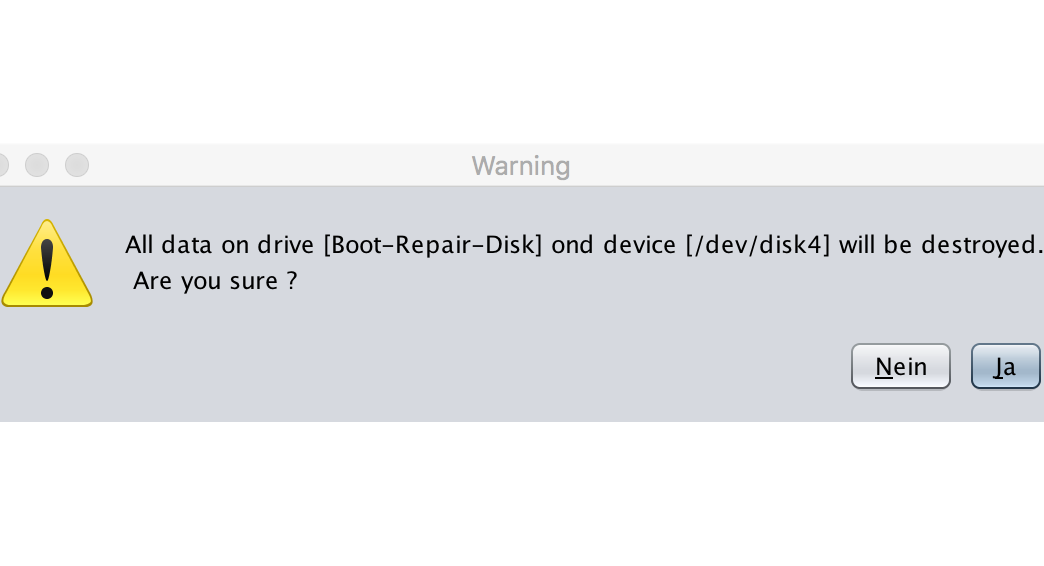 Warning
All data on drive [Boot-Repair-Disk] ond device [/dev/disk4] will be destroyed.
Are you sure ?
Nein
Ja